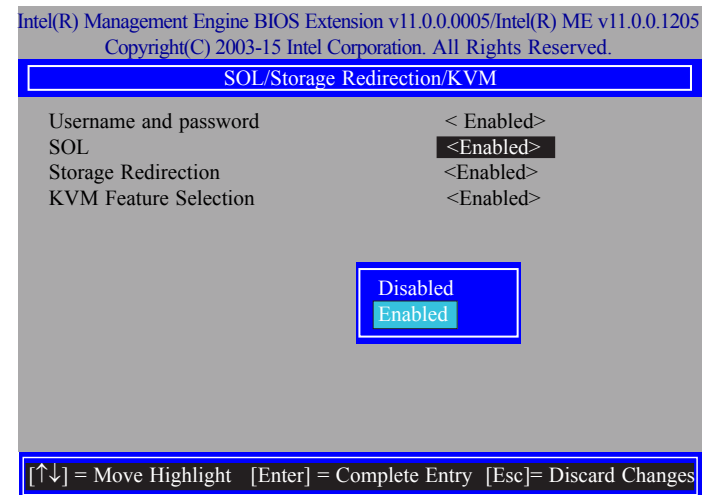 Intel(R) Management Engine BIOS Extension v11.0.0.0005/Intel(R) ME v11.0.0.1205
Copyright(C) 2003-15 Intel Corporation. All Rights Reserved.
SOL/Storage Redirection/KVM
Username and password < Enabled>
SOL <Enabled>
Storage Redirection <Enabled>
KVM Feature Selection <Enabled>
Disabled
Enabled
[↑↓] = Move Highlight [Enter] = Complete Entry [Esc]= Discard Changes